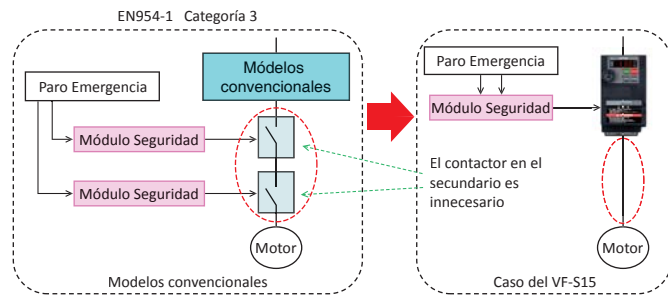 EN954-1 Categoría 3
Paro Emergencia
Módelos
convencionales
Módulo Seguridad
Módulo Seguridad
Motor
Modelos convencionales
El contactor en el
secundario es
innecesario
Paro Emergencia
Módulo Seguridad
Motor
Caso del VF-S15